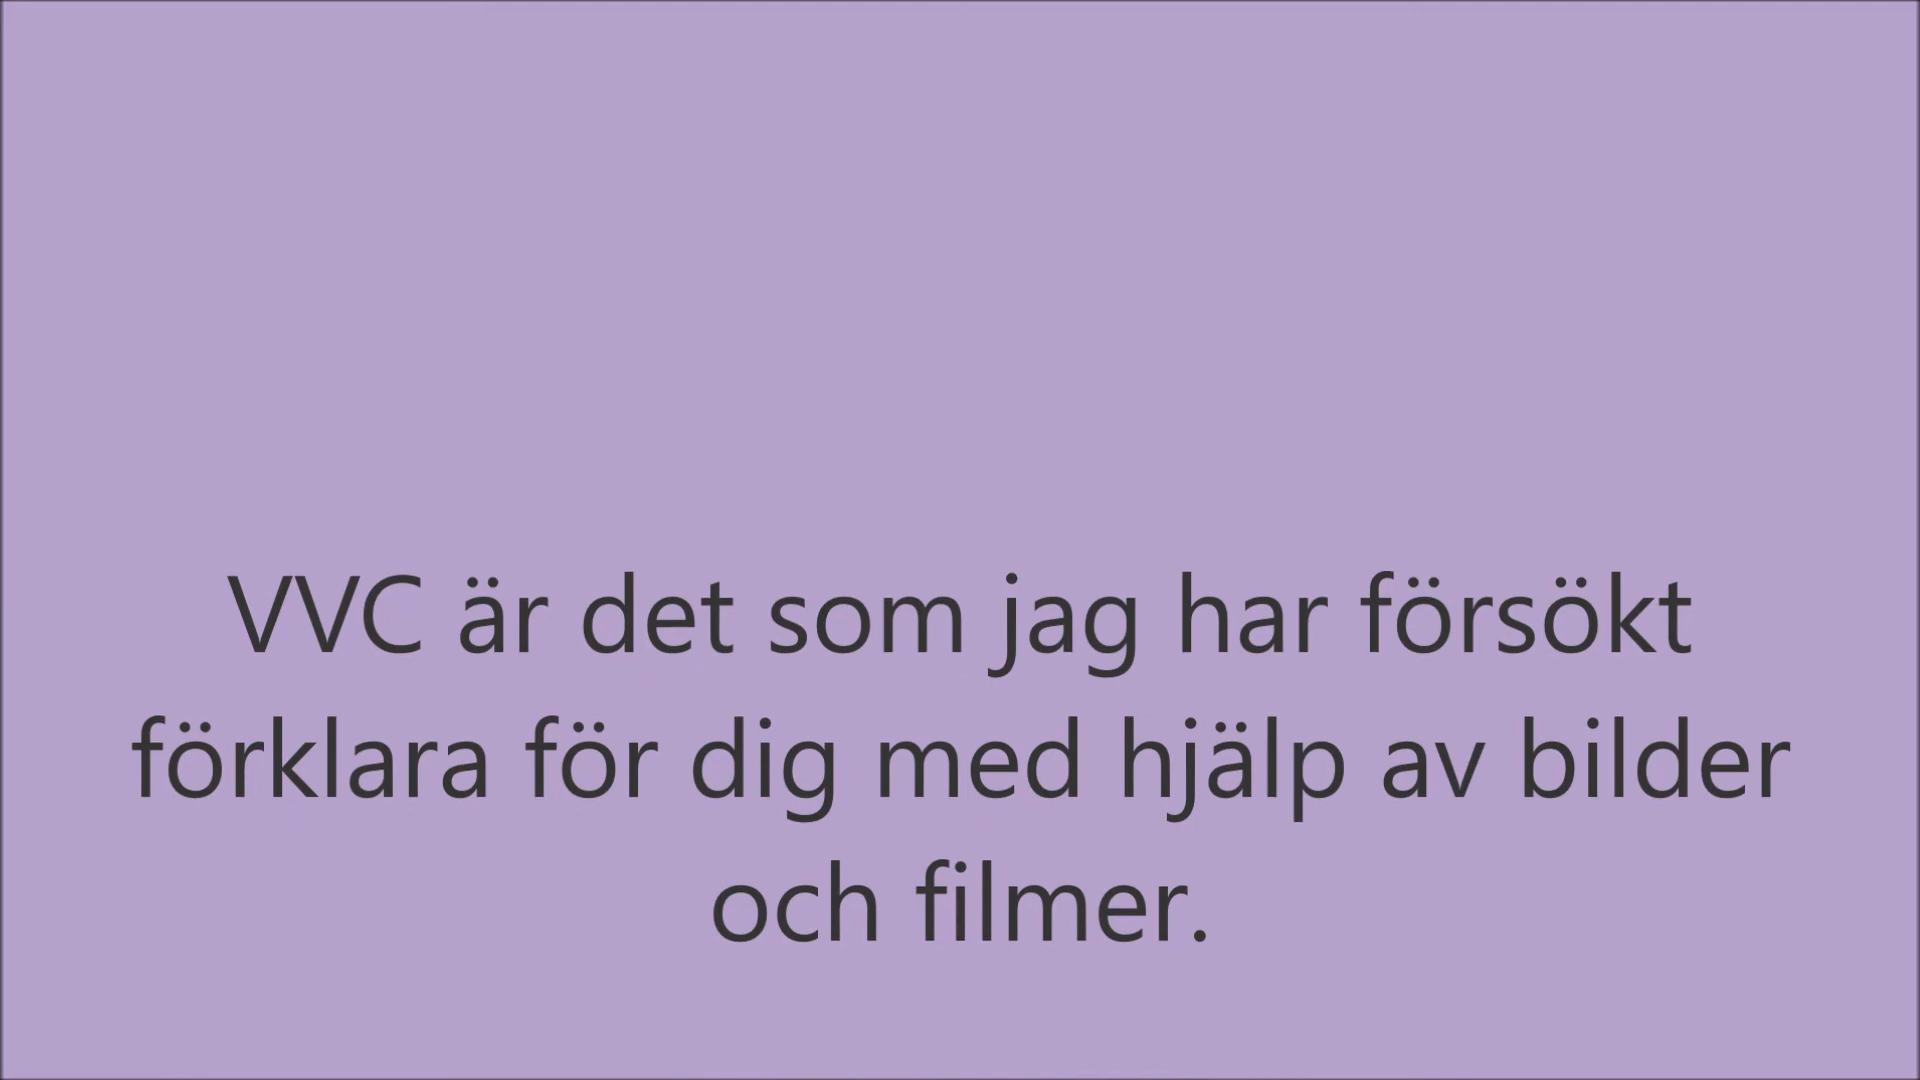 VVC är det som jag har försökt
förklara för dig med hjälp av bilder
och filmer.